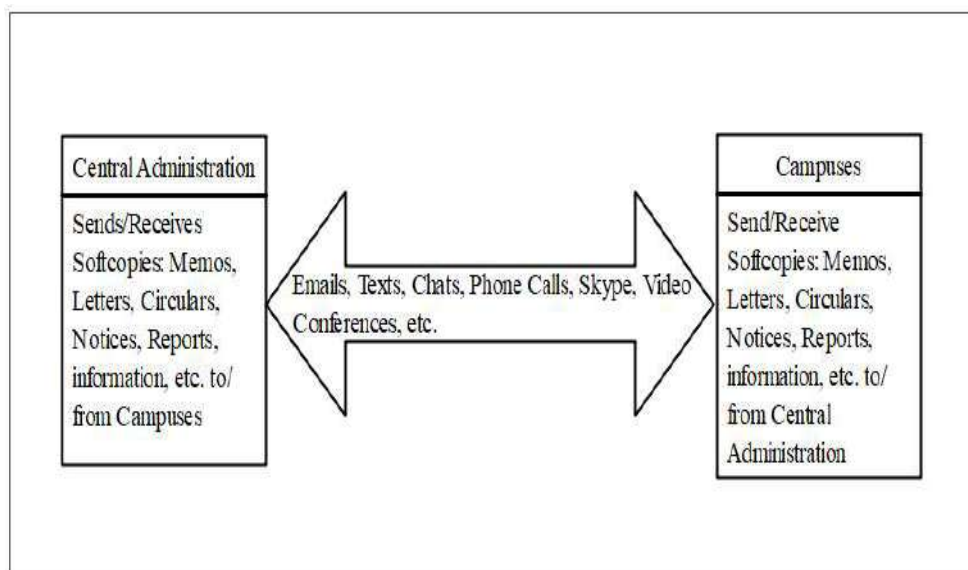 Central Administration
Sends/Receives
Softcopies: Memos,
Letters, Circulars,
Notices, Reports,
information, etc. to/
from Campuses
Emails, Texts, Chats, Phone Calls, Skype, Video
Conferences, etc.
Campuses
Send/Receive
Softcopies: Memos,
Letters, Circulars,
Notices, Reports,
information, etc. to/
from Central
Administration